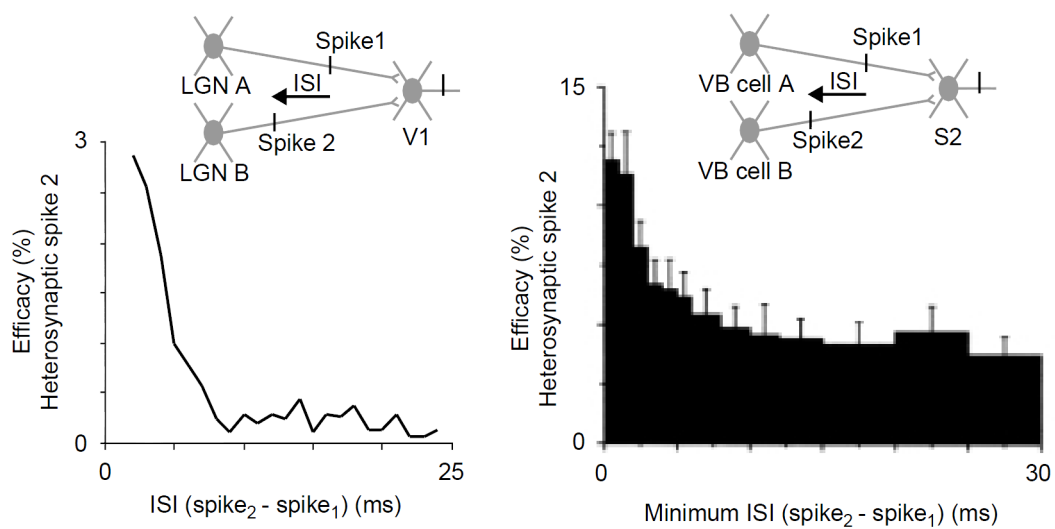 Spike1
LGN A
ISI
Spike 2
V1
LGN B
3
Efficacy (%)
Heterosynaptic spike 2
0
0
25
ISI (spike₂ - spike₁) (ms)
Spike1
VB cell A
ISI
Spike2
S2
VB cell B
15
Efficacy (%)
Heterosynaptic spike 2
0
0
30
Minimum ISI (spike₂ - spike₁) (ms)